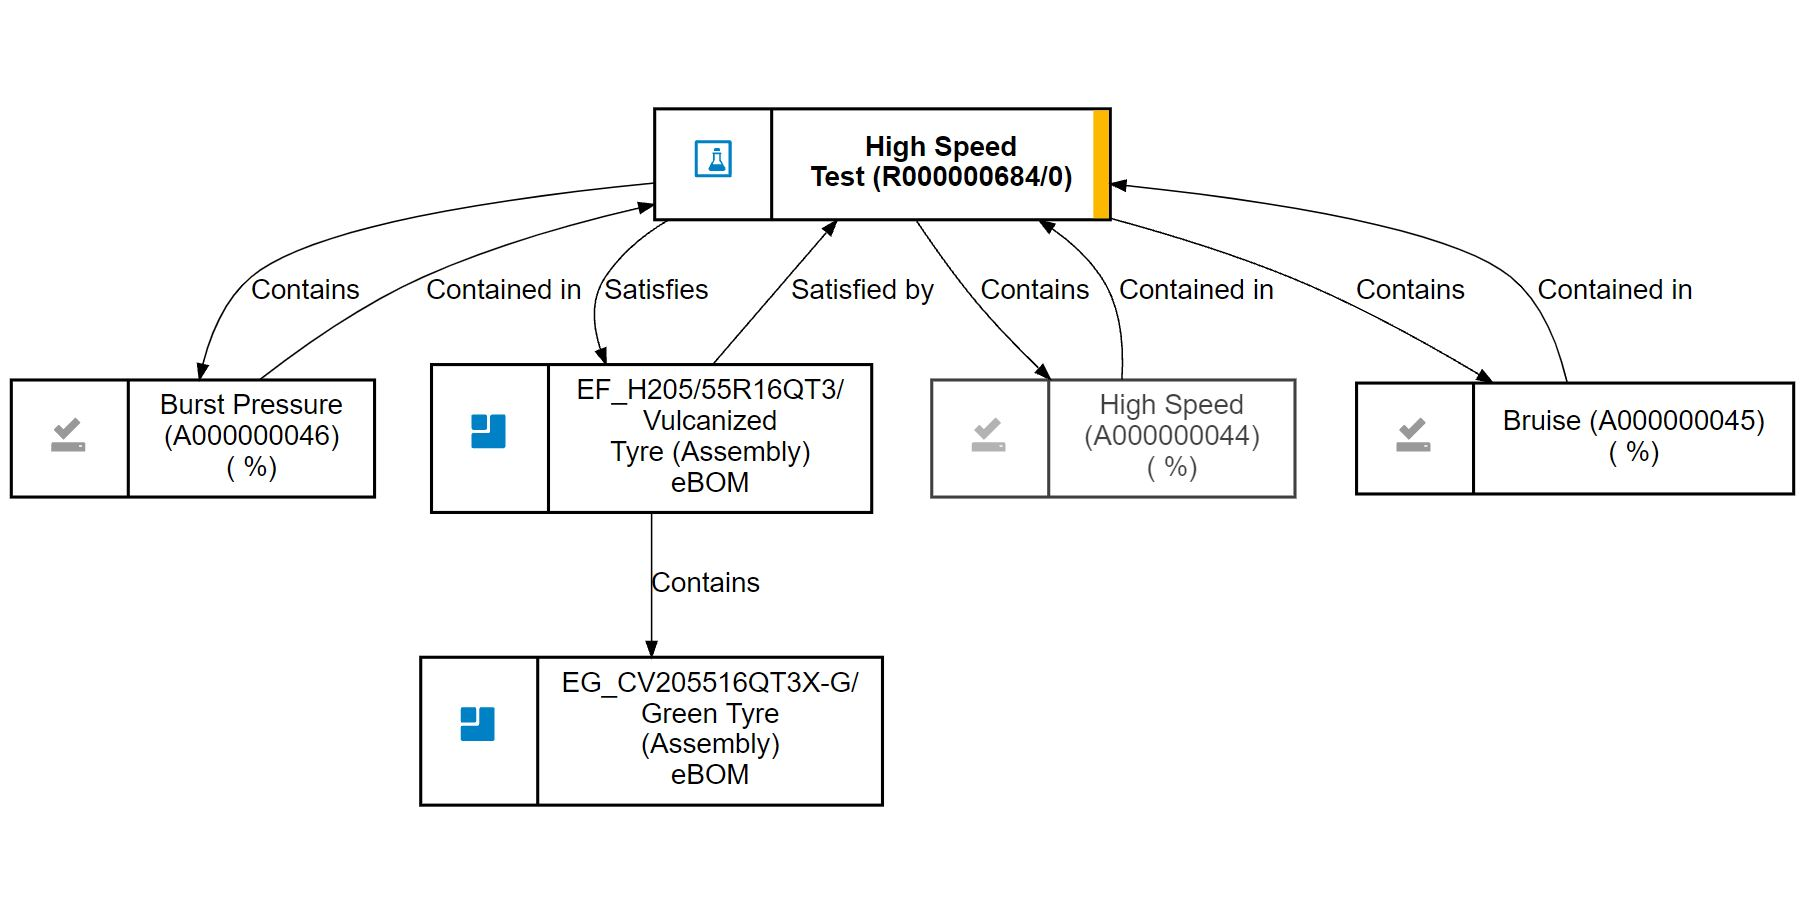 High Speed
Test (R000000684/0)
Contains
Contained in
Satisfies
Satisfied by
Contains
Contained in
Contains
Contained in
Burst Pressure
(A000000046)
( %)
EF_H205/55R16QT3/
Vulcanized
Tyre (Assembly)
eBOM
High Speed
(A000000044)
( %)
Bruise (A000000045)
( %)
Contains
EG_CV205516QT3X-G/
Green Tyre
(Assembly)
eBOM